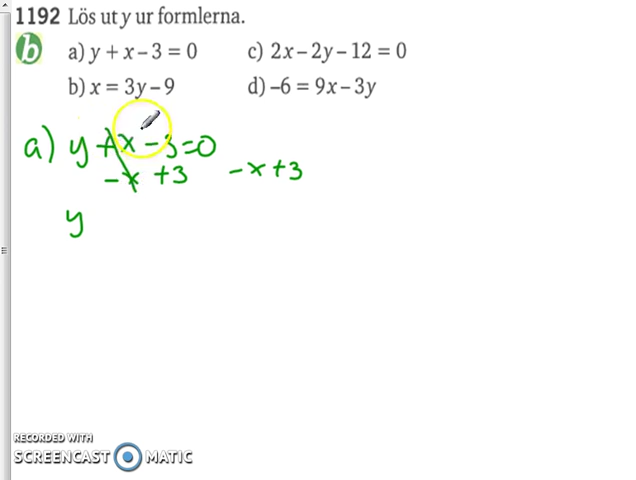 1192 Lös ut y ur formlerna.
b a) y + x − 3 = 0 c) 2x − 2y − 12 = 0
b) x = 3y − 9 d) −6 = 9x − 3y
a) y + x − 3 = 0
−x + 3 −x + 3
y
RECORDED WITH
SCREENCAST MATIC